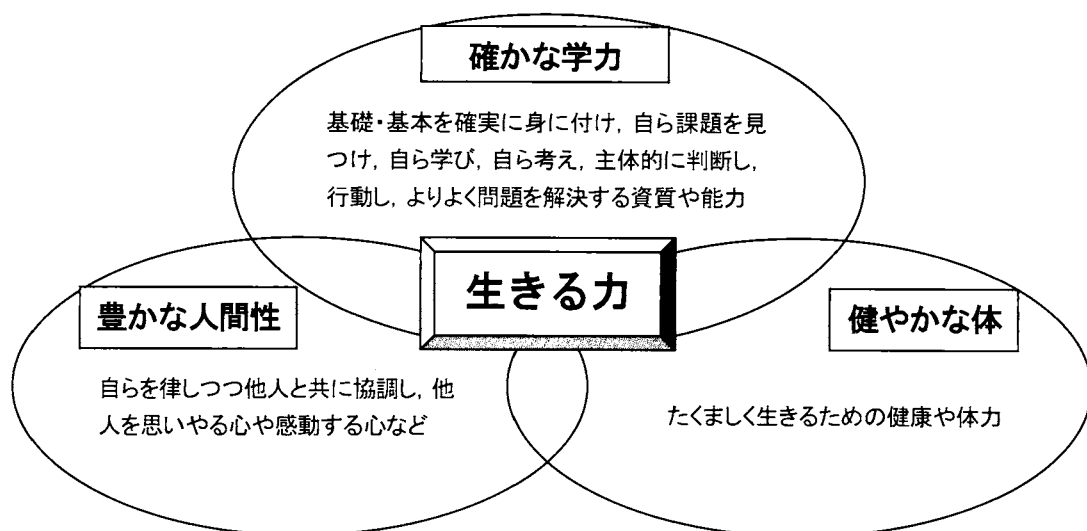 確かな学力
基礎・基本を確実に身に付け，自ら課題を見
つけ，自ら学び，自ら考え，主体的に判断し，
行動し，よりよく問題を解決する資質や能力
生きる力
豊かな人間性
自らを律しつつ他人と共に協調し，他
人を思いやる心や感動する心など
健やかな体
たくましく生きるための健康や体力